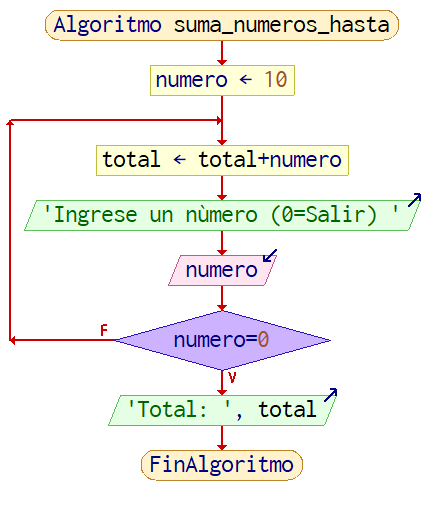 Algoritmo suma_numeros_hasta
numero ← 10
total ← total+numero
'Ingrese un nùmero (0=Salir) '
numero
numero=0
F
V
'Total: ', total
FinAlgoritmo